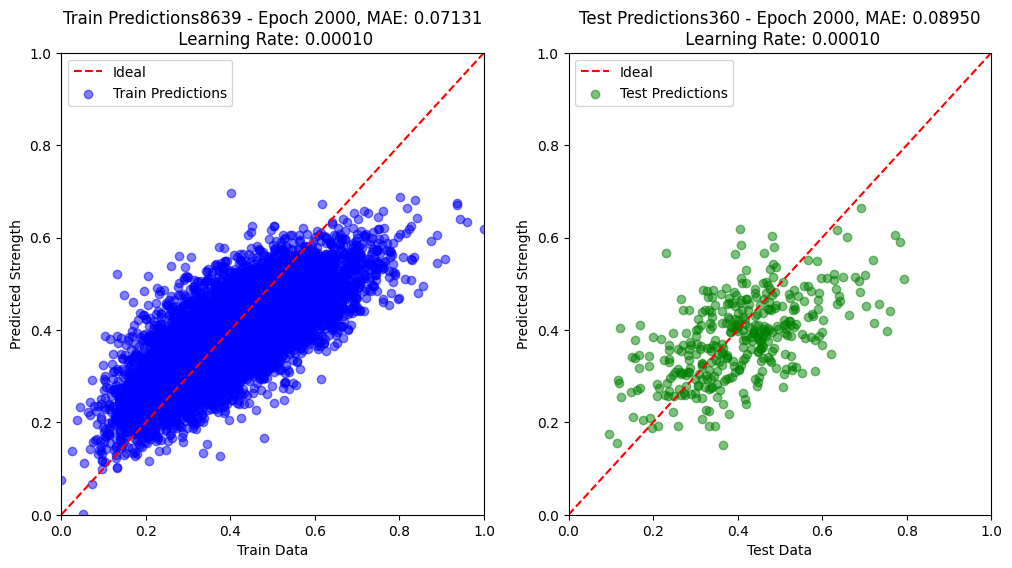 Train Predictions8639 - Epoch 2000, MAE: 0.07131
Learning Rate: 0.00010
Ideal
Train Predictions
1.0
0.8
0.6
0.4
0.2
0.0
Predicted Strength
0.0 0.2 0.4 0.6 0.8 1.0
Train Data
Test Predictions360 - Epoch 2000, MAE: 0.08950
Learning Rate: 0.00010
Ideal
Test Predictions
1.0
0.8
0.6
0.4
0.2
0.0
Predicted Strength
0.0 0.2 0.4 0.6 0.8 1.0
Test Data